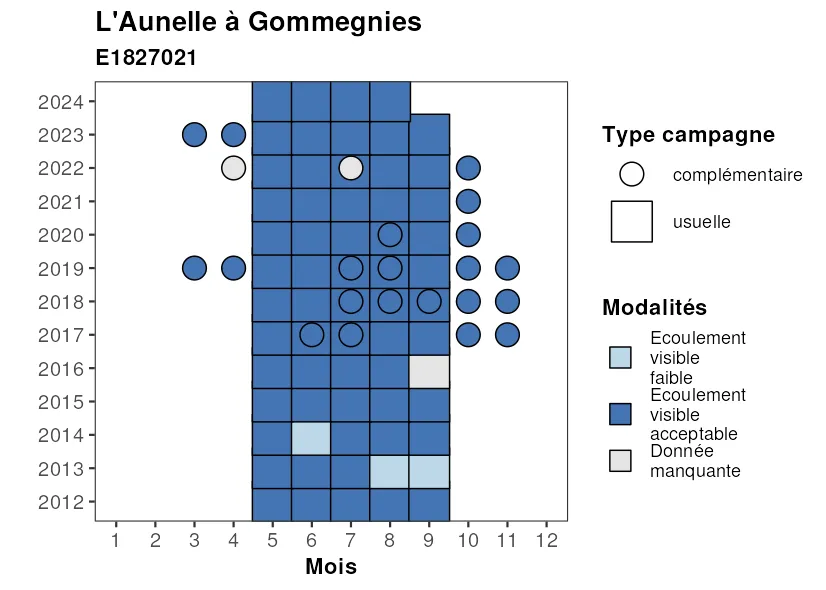 L'Aunelle à Gommegnies
E1827021
2024
2023
2022
2021
2020
2019
2018
2017
2016
2015
2014
2013
2012
1 2 3 4 5 6 7 8 9 10 11 12
Mois
Type campagne
complémentaire
usuelle
Modalités
Ecoulement
visible
faible
Ecoulement
visible
acceptable
Donnée
manquante